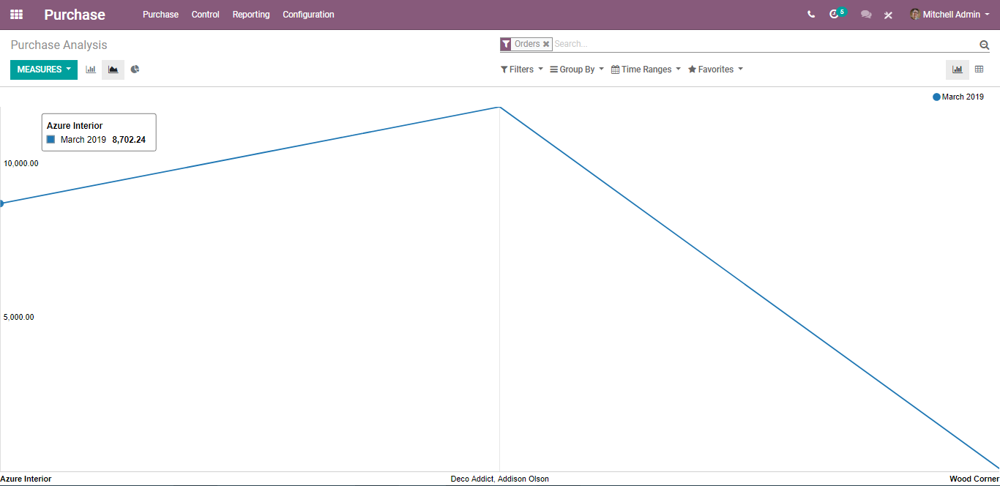 Purchase Purchase Control Reporting Configuration 5 Mitchell Admin
Purchase Analysis Orders Search...
MEASURES Filters Group By Time Ranges Favorites
March 2019
Azure Interior
March 2019 8,702.24
10,000.00
5,000.00
Azure Interior Deco Addict, Addison Olson Wood Corner